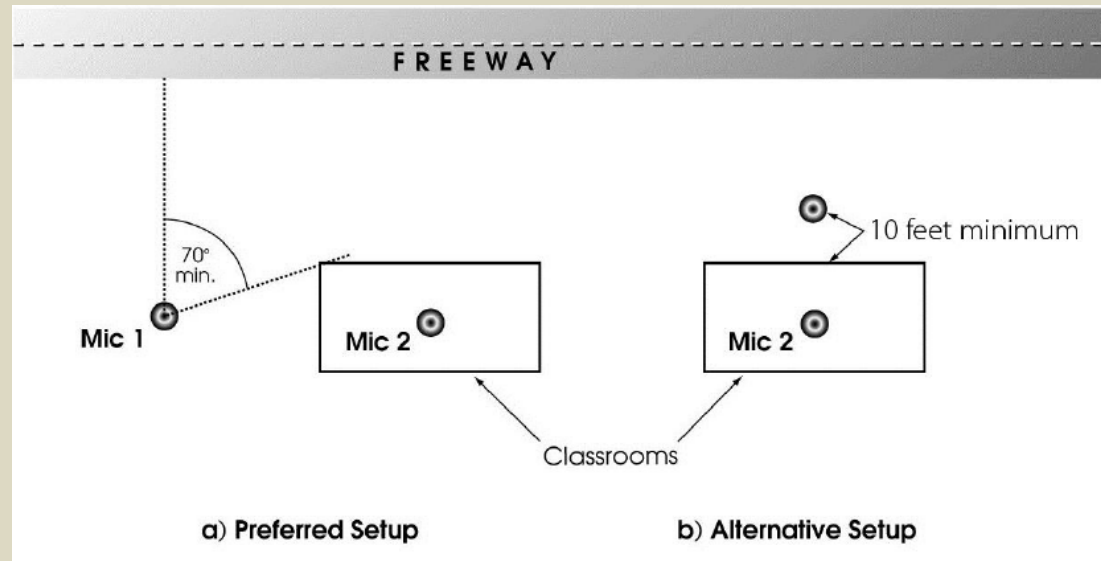 FREEWAY
70°
min.
Mic 1
Mic 2
10 feet minimum
Mic 2
Classrooms
a) Preferred Setup
b) Alternative Setup